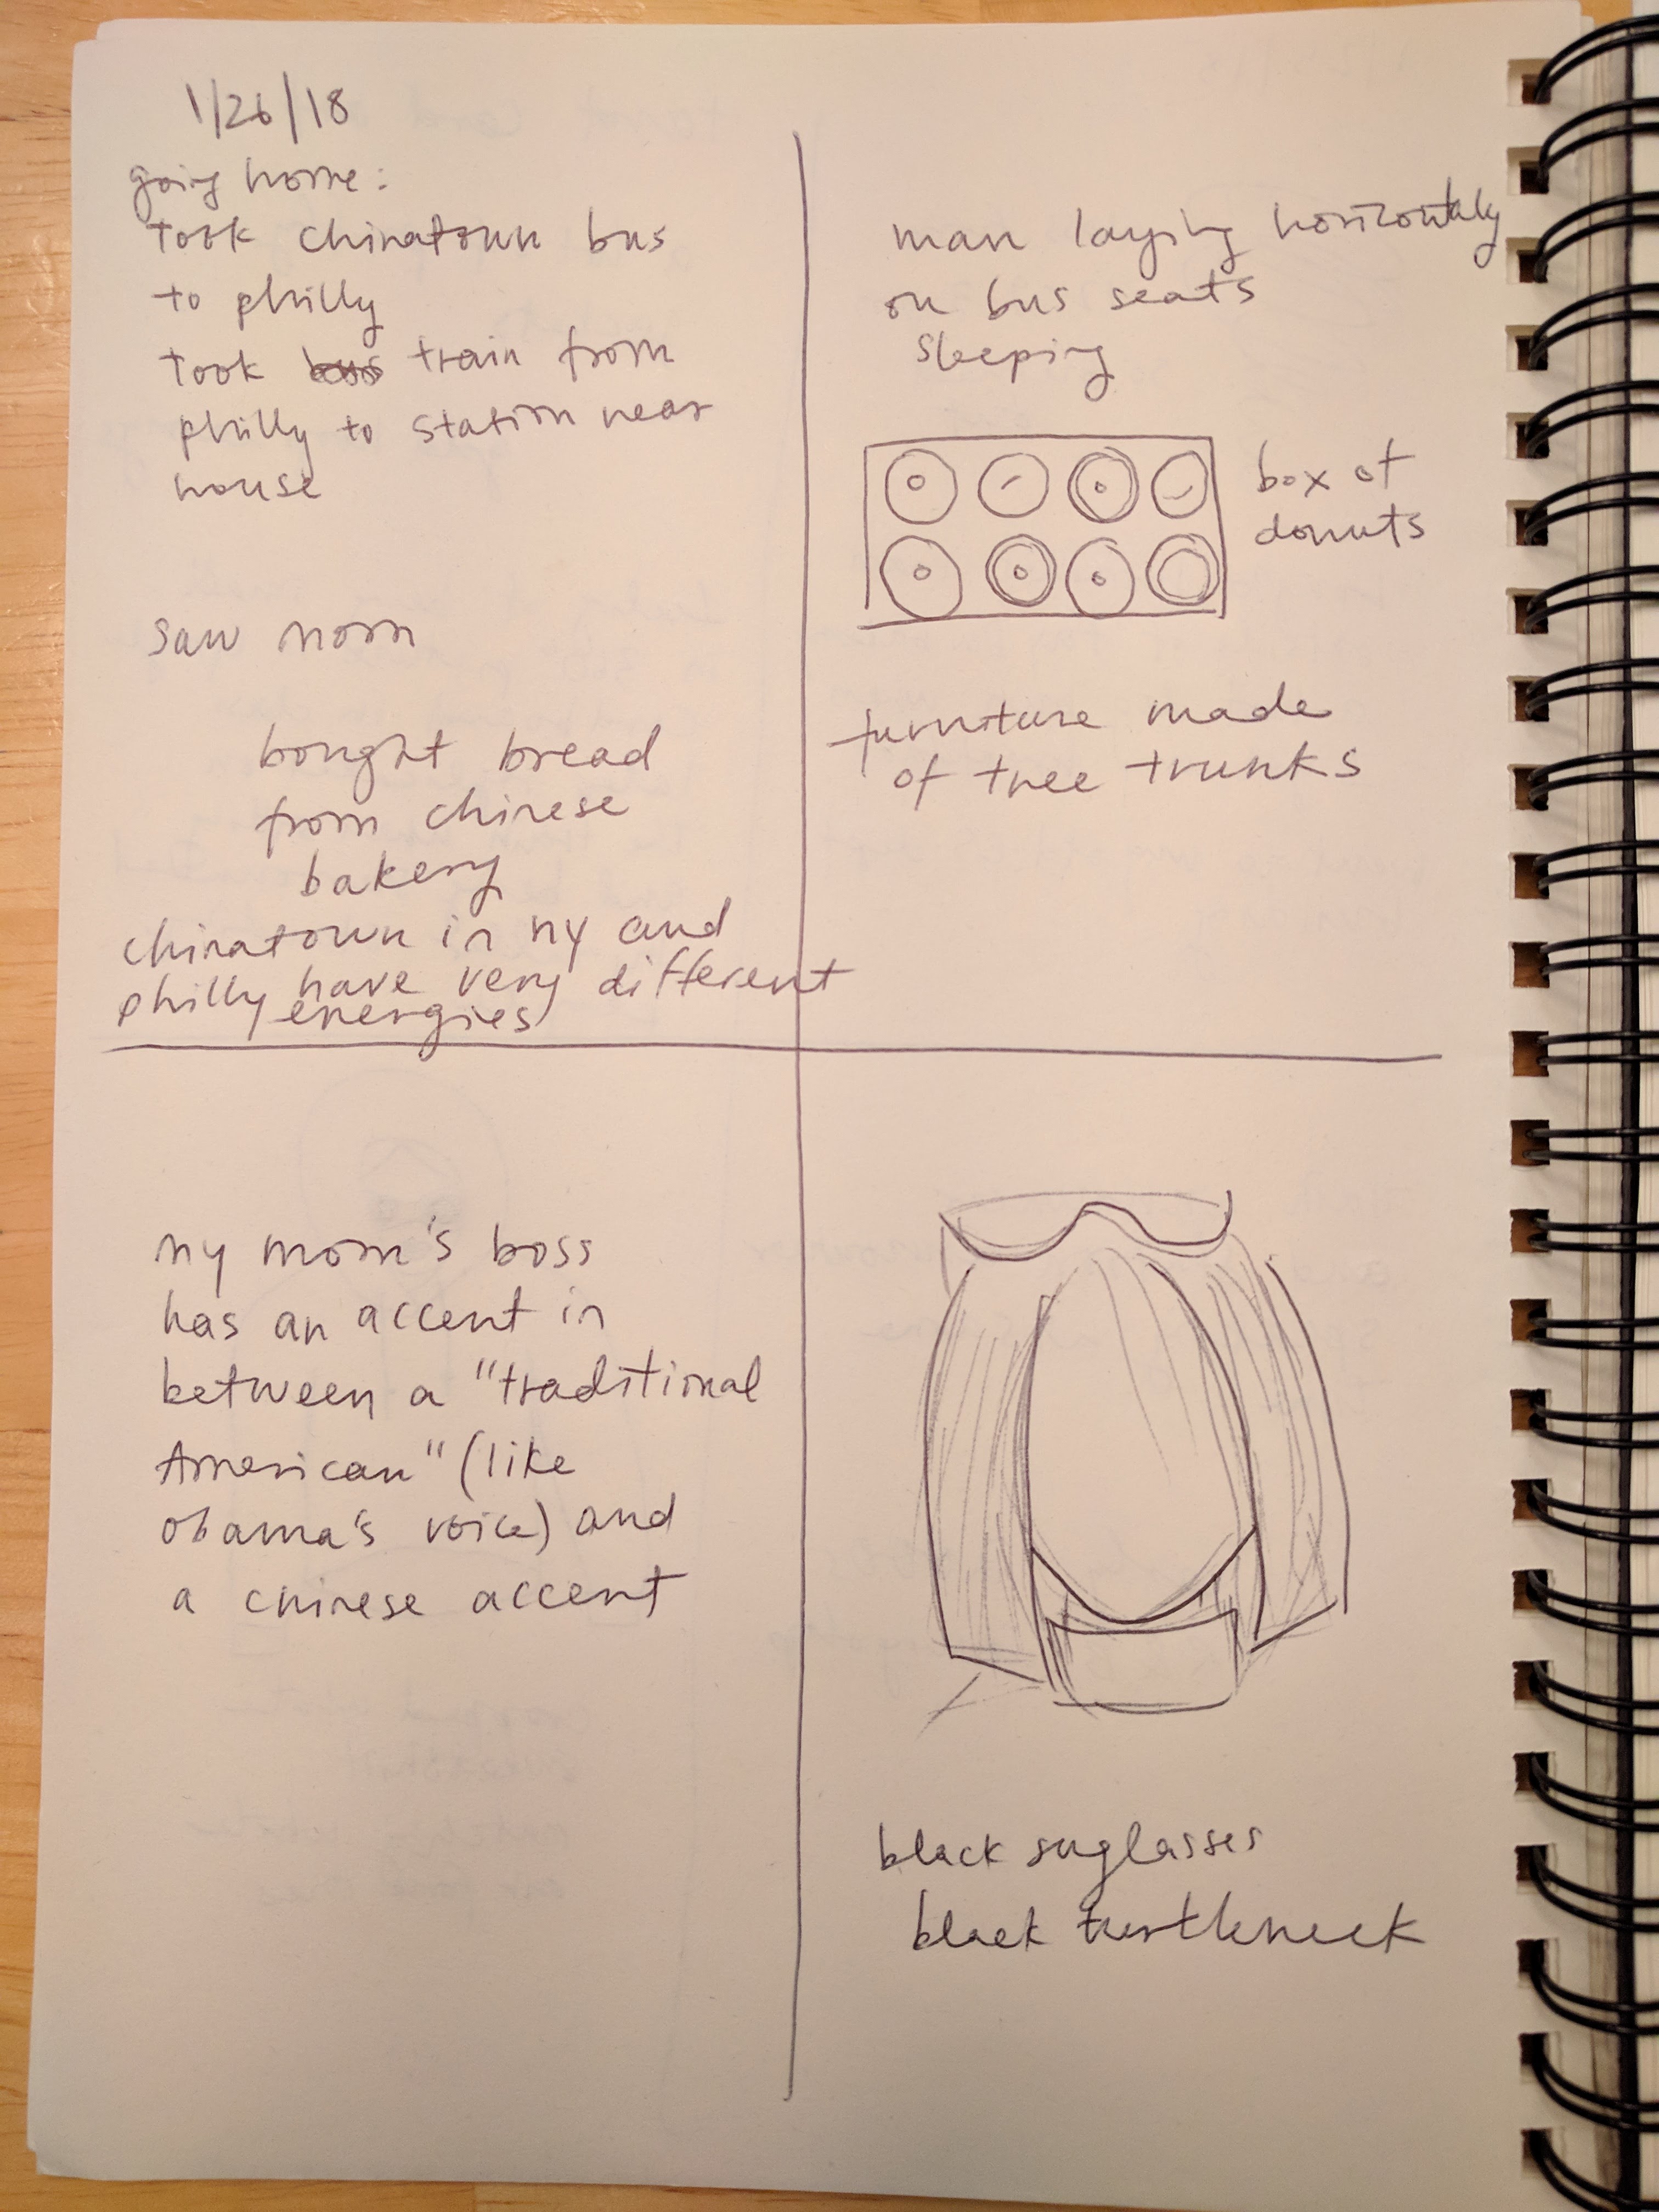 1/26/18
going home:
took chinatown bus
to philly
took train from
philly to station near
house
saw mom
bought bread
from chinese
bakery
chinatown in ny and
philly have very different
energies
man laying horizontally
on bus seats
sleeping
box of
donuts
furniture made
of tree trunks
my mom's boss
has an accent in
between a "traditional
American" (like
obama's voice) and
a chinese accent
black suglasses
black turtleneck